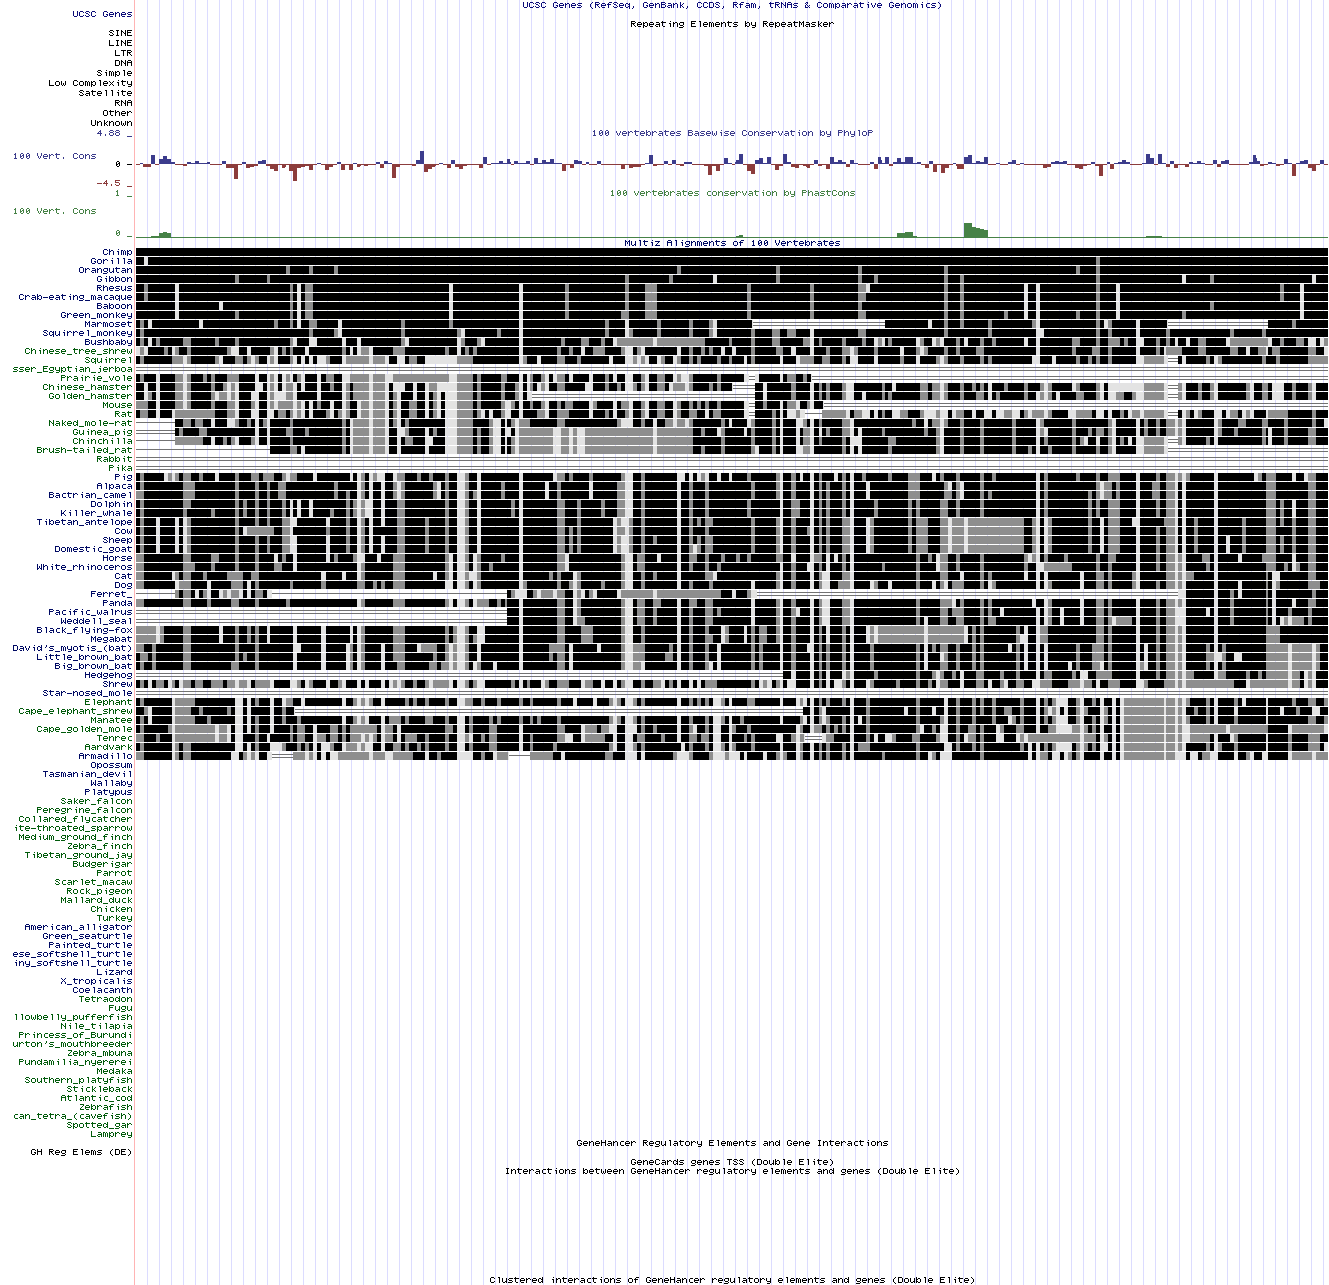 UCSC Genes (RefSeq, GenBank, CCDS, Rfam, tRNAs & Comparative Genomics)
UCSC Genes
Repeating Elements by RepeatMasker
SINE
LINE
LTR
DNA
Simple
Low Complexity
Satellite
RNA
Other
Unknown
4.88 _
100 vertebrates Basewise Conservation by PhyloP
100 Vert. Cons
0 _
-4.5 _
1 _
100 vertebrates conservation by PhastCons
100 Vert. Cons
0 _
Multiz Alignments of 100 Vertebrates
Chimp
Gorilla
Orangutan
Gibbon
Rhesus
Crab-eating_macaque
Baboon
Green_monkey
Marmoset
Squirrel_monkey
Bushbaby
Chinese_tree_shrew
Squirrel
sser_Egyptian_jerboa
Prairie_vole
Chinese_hamster
Golden_hamster
Mouse
Rat
Naked_mole-rat
Guinea_pig
Chinchilla
Brush-tailed_rat
Rabbit
Pika
Pig
Alpaca
Bactrian_camel
Dolphin
Killer_whale
Tibetan_antelope
Cow
Sheep
Domestic_goat
Horse
White_rhinoceros
Cat
Dog
Ferret_
Panda
Pacific_walrus
Weddell_seal
Black_flying-fox
Megabat
David's_myotis_(bat)
Little_brown_bat
Big_brown_bat
Hedgehog
Shrew
Star-nosed_mole
Elephant
Cape_elephant_shrew
Manatee
Cape_golden_mole
Tenrec
Aardvark
Armadillo
Opossum
Tasmanian_devil
Wallaby
Platypus
Saker_falcon
Peregrine_falcon
Collared_flycatcher
ite-throated_sparrow
Medium_ground_finch
Zebra_finch
Tibetan_ground_jay
Budgerigar
Parrot
Scarlet_macaw
Rock_pigeon
Mallard_duck
Chicken
Turkey
American_alligator
Green_seaturtle
Painted_turtle
ese_softshell_turtle
iny_softshell_turtle
Lizard
X_tropicalis
Coelacanth
Tetraodon
Fugu
llowbelly_pufferfish
Nile_tilapia
Princess_of_Burundi
urton's_mouthbreeder
Zebra_mbuna
Pundamilia_nyererei
Medaka
Southern_platyfish
Stickleback
Atlantic_cod
Zebrafish
can_tetra_(cavefish)
Spotted_gar
Lamprey
GeneHancer Regulatory Elements and Gene Interactions
GH Reg Elems (DE)
GeneCards genes TSS (Double Elite)
Interactions between GeneHancer regulatory elements and genes (Double Elite)
Clustered interactions of GeneHancer regulatory elements and genes (Double Elite)